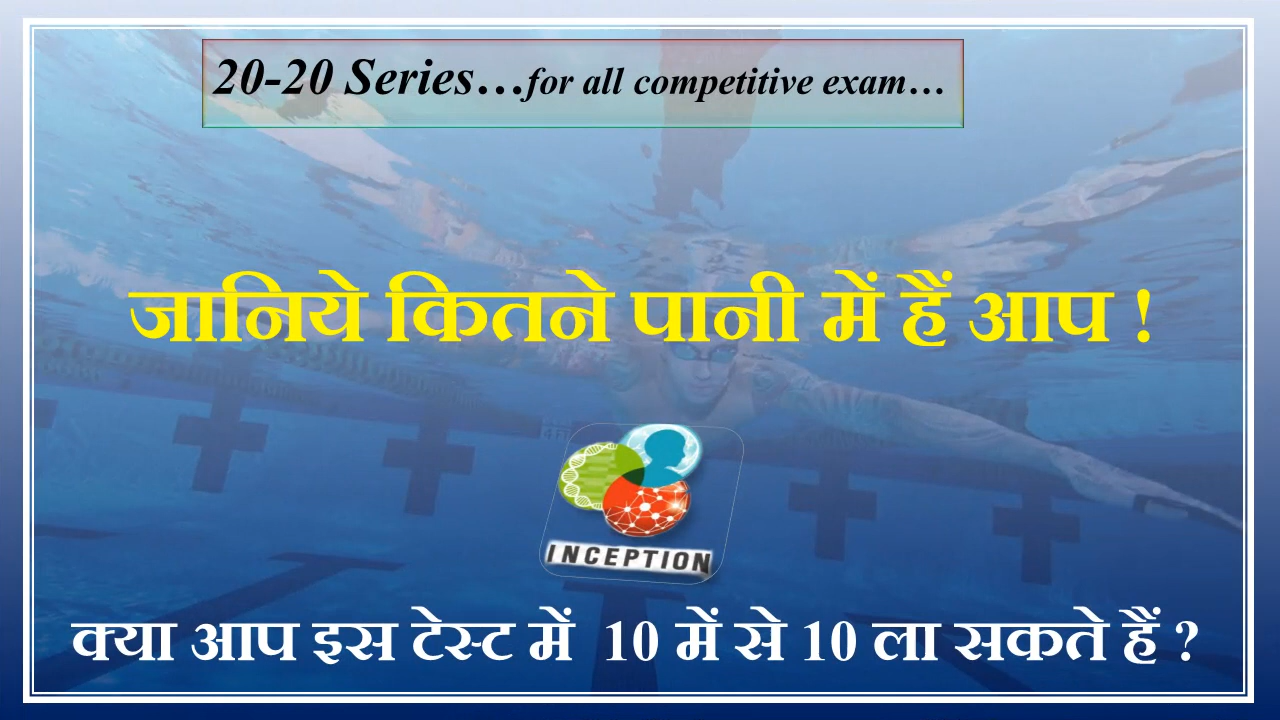 20-20 Series...for all competitive exam...
जानिये कितने पानी में हैं आप !
INCEPTION
क्या आप इस टेस्ट में 10 में से 10 ला सकते हैं ?